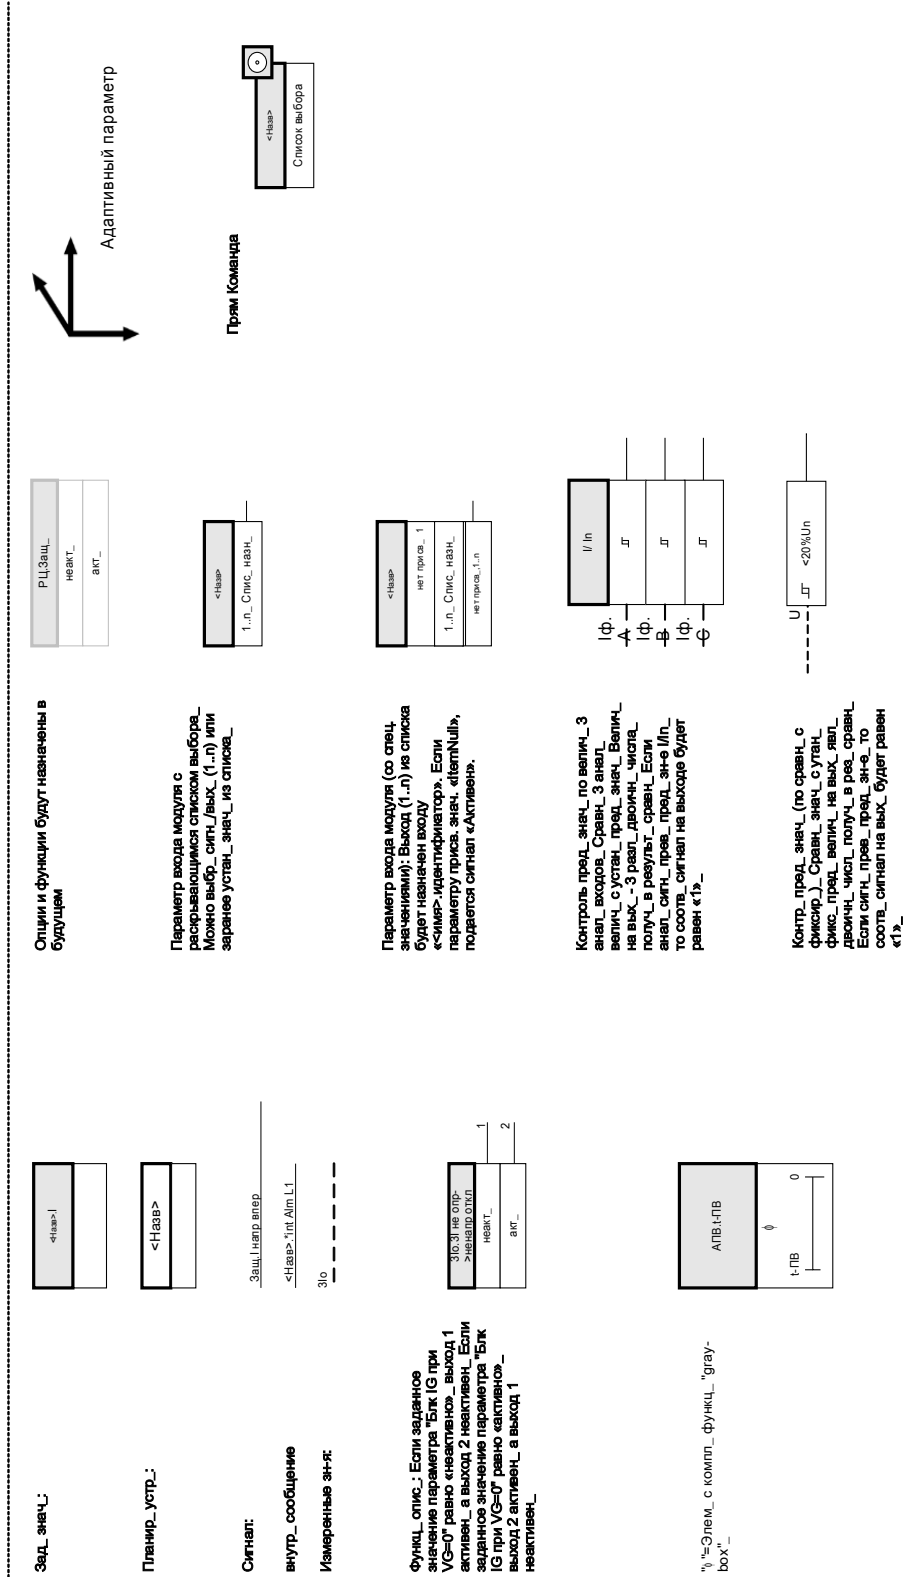 Зад_ знач_:
<Назв>.I
Планир_устр_:
<Назв>
Сигнал:
Защ.I напр впер
внутр_ сообщение
<Назв>.*int Alm L1
Измеренные зн-я:
3Io
Функц_ опис_: Если заданное
значение параметра "Блк IG при
VG=0" равно «неактивно»_ выход 1
активен_ а выход 2 неактивен_ Если
заданное значение параметра "Блк
IG при VG=0" равно «активно»_
выход 2 активен_ а выход 1
неактивен_
3Io.3I не опр-
>ненапр откл
неакт_
1
акт_
2
"ϕ"=Элем_ с компл_ функц_ "gray-
box"_
АПВ.t-ПВ
ϕ
t-ПВ
0
Опции и функции будут назначены в
будущем
РЦ.Защ_
неакт_
акт_
Параметр входа модуля с
раскрывающимся списком выбора_
Можно выбр_ сигн_/вых_ (1..n) или
заранее устан_ знач_ из списка_
<Назв>
1..n_ Спис_ назн_
Параметр входа модуля (со спец.
значениями): Выход (1..n) из списка
будет назначен входу
«<имя>.идентификатор». Если
параметру присв. знач. «ItemNull»,
подается сигнал «Активен».
<Назв>
нет присв_ 1
1..n_ Спис_ назн_
нет присв_.1..n
Контроль пред_ знач_ по велич_ 3
анал_ входов_ Сравн_ 3 анал_
велич_ с устан_ пред_ знач_ Велич_
на вых_ - 3 разл_ двоичн_ числа_
получ_ в результ_ сравн_ Если
анал_ сигн_ прев_ пред_ зн-е I/In_
то соотв_ сигнал на выходе будет
равен «1»_
I/ In
Iф.
A
Iф.
B
Iф.
C
Контр_ пред_ знач_ (по сравн_ с
фиксир_)_ Сравн_ знач_ с утан_
фикс_ пред_ велич_ на вых_ явл_
двоичн_ числ_ получ_ в рез_ сравн_
Если сигн_ прев_ пред_ зн-е_ то
соотв_ сигнал на вых_ будет равен
«1»_
U
<20%Un
Адаптивный параметр
Прям Команда
<Назв>
Список выбора